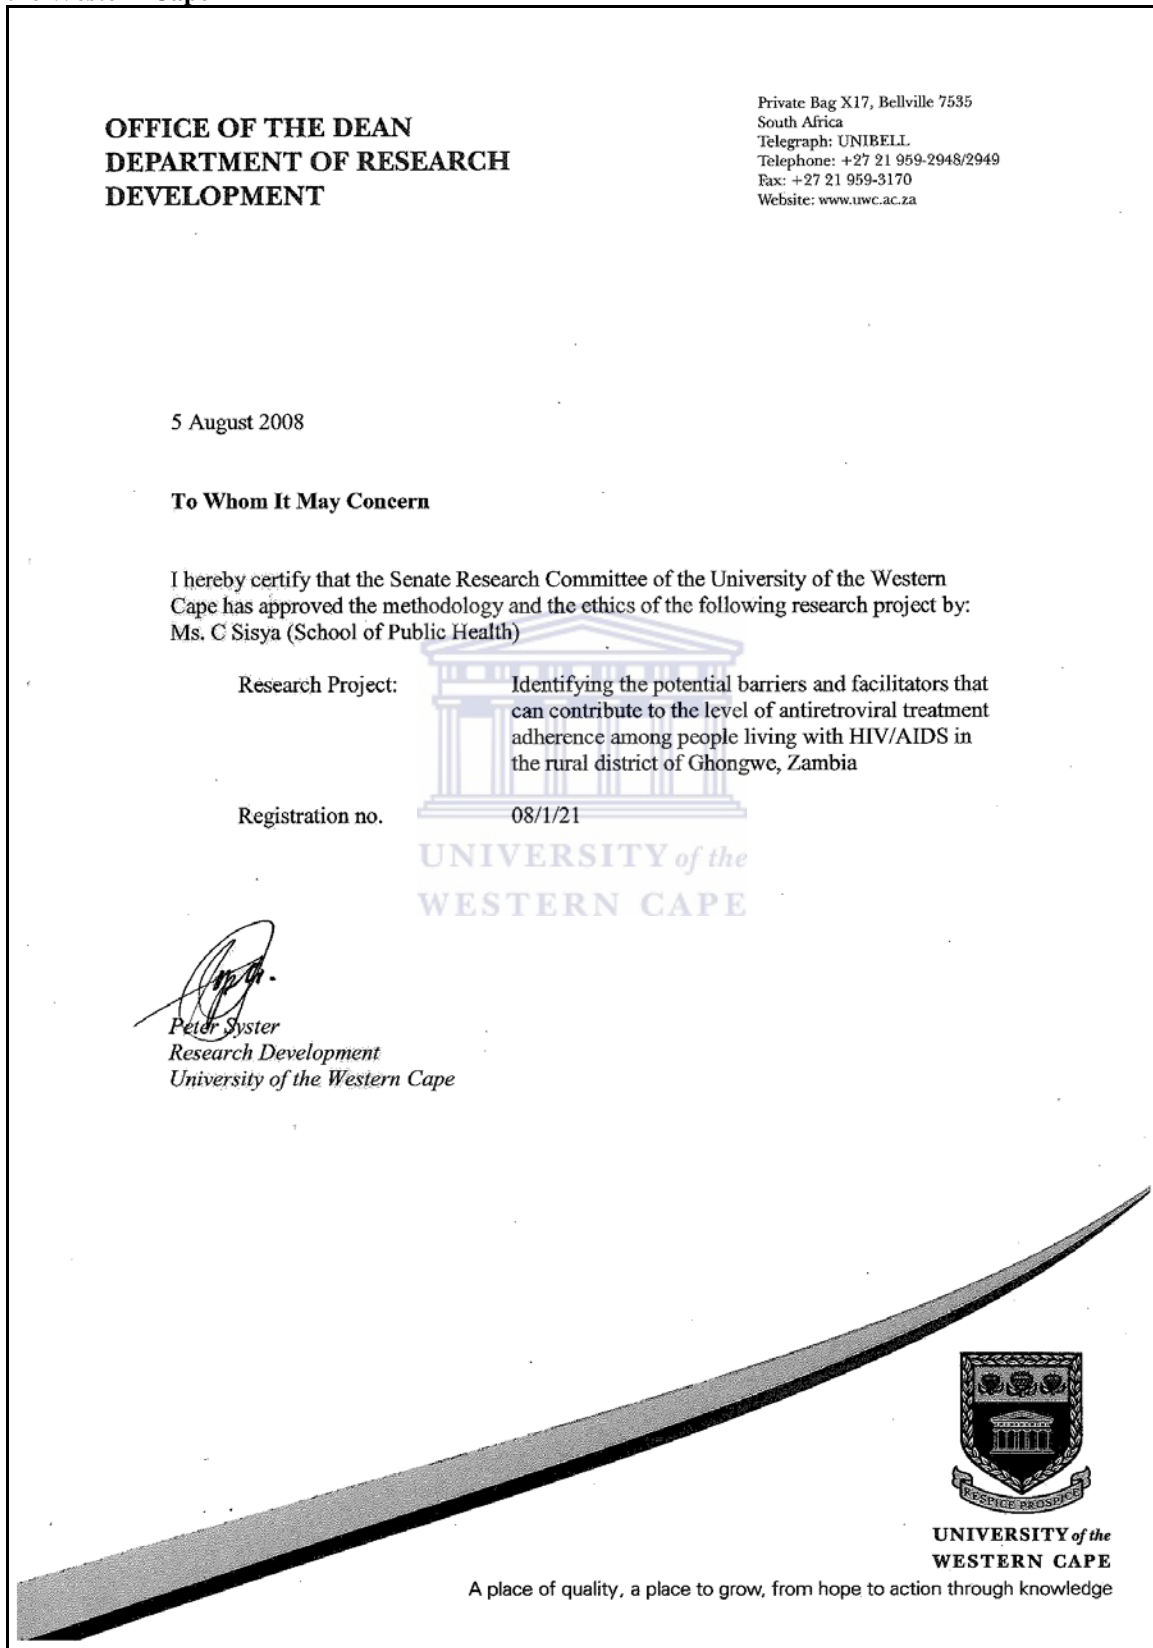 OFFICE OF THE DEAN
DEPARTMENT OF RESEARCH
DEVELOPMENT
Private Bag X17, Bellville 7535
South Africa
Telegraph: UNIBELL
Telephone: +27 21 959-2948/2949
Fax: +27 21 959-3170
Website: www.uwc.ac.za
5 August 2008
To Whom It May Concern
I hereby certify that the Senate Research Committee of the University of the Western
Cape has approved the methodology and the ethics of the following research project by:
Ms. C Sisya (School of Public Health)
Research Project: Identifying the potential barriers and facilitators that
can contribute to the level of antiretroviral treatment
adherence among people living with HIV/AIDS in
the rural district of Ghongwe, Zambia
Registration no. 08/1/21
UNIVERSITY of the
WESTERN CAPE
Peter Syster
Research Development
University of the Western Cape
RESPICE PROSPICE
UNIVERSITY of the
WESTERN CAPE
A place of quality, a place to grow, from hope to action through knowledge